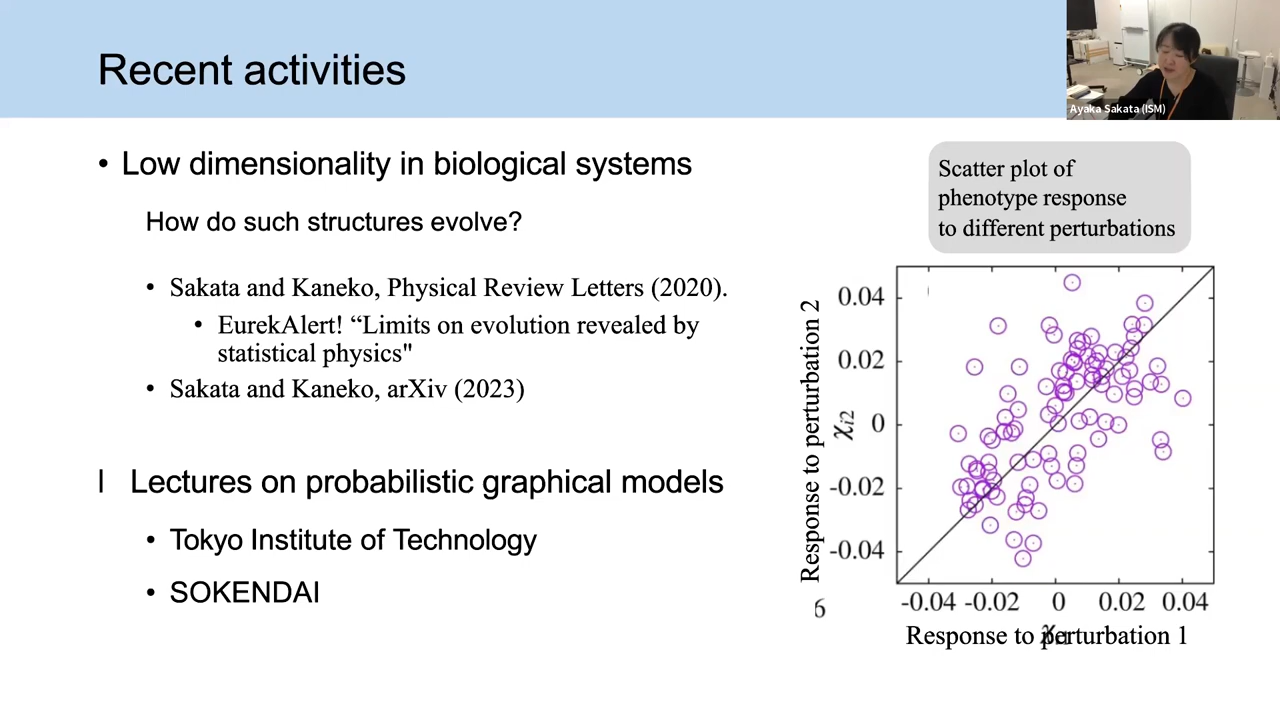 Recent activities
Ayaka Sakata (ISM)
• Low dimensionality in biological systems
How do such structures evolve?
• Sakata and Kaneko, Physical Review Letters (2020).
• EurekAlert! “Limits on evolution revealed by
statistical physics"
• Sakata and Kaneko, arXiv (2023)
l Lectures on probabilistic graphical models
• Tokyo Institute of Technology
• SOKENDAI
Scatter plot of
phenotype response
to different perturbations
Response to perturbation 2
χi2
0.04
0.02
0
-0.02
-0.04
-0.04 -0.02 0 0.02 0.04
Response to perturbation 1
6